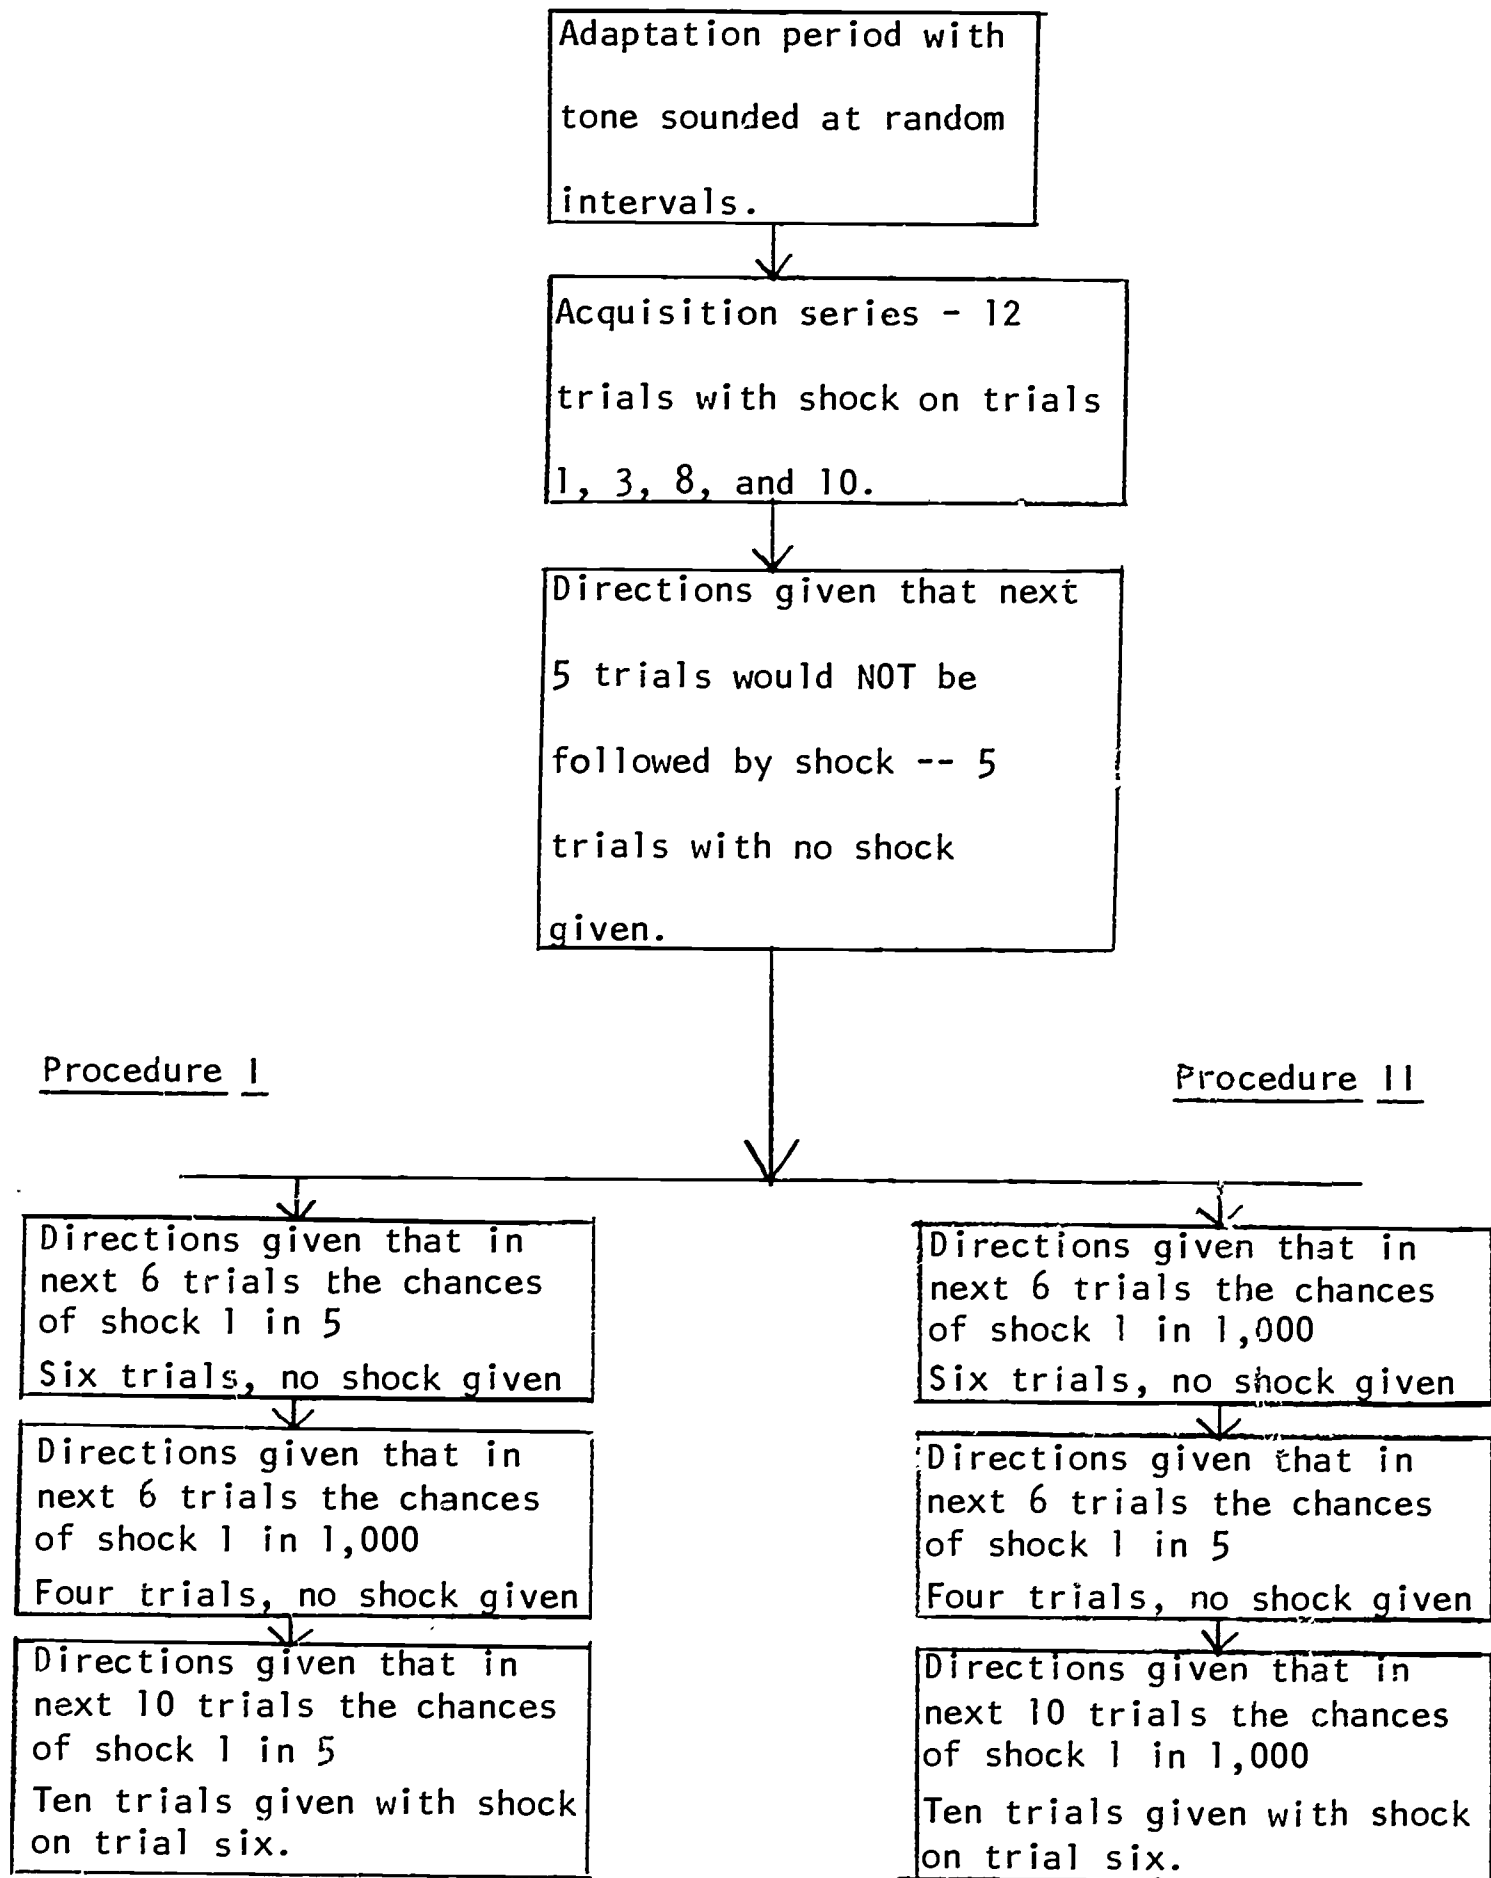 Adaptation period with
tone sounded at random
intervals.
Acquisition series - 12
trials with shock on trials
1, 3, 8, and 10.
Directions given that next
5 trials would NOT be
followed by shock -- 5
trials with no shock
given.
Procedure I
Directions given that in
next 6 trials the chances
of shock 1 in 5
Six trials, no shock given
Directions given that in
next 6 trials the chances
of shock 1 in 1,000
Four trials, no shock given
Directions given that in
next 10 trials the chances
of shock 1 in 5
Ten trials given with shock
on trial six.
Procedure II
Directions given that in
next 6 trials the chances
of shock 1 in 1,000
Six trials, no shock given
Directions given that in
next 6 trials the chances
of shock 1 in 5
Four trials, no shock given
Directions given that in
next 10 trials the chances
of shock 1 in 1,000
Ten trials given with shock
on trial six.